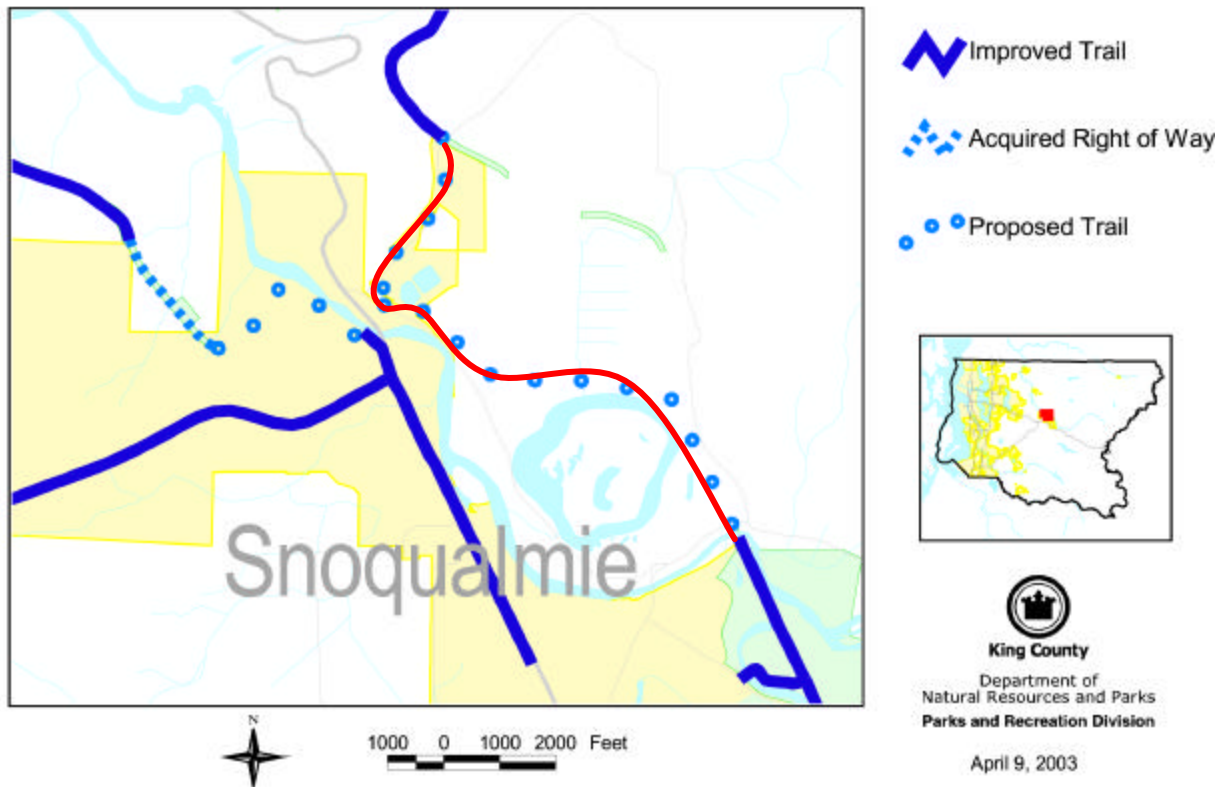 Improved Trail
Acquired Right of Way
Proposed Trail
Snoqualmie
King County
Department of
Natural Resources and Parks
Parks and Recreation Division
April 9, 2003
N
1000 0 1000 2000 Feet